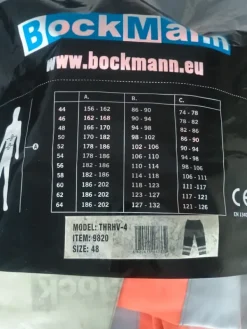 BockMann
www.bockmann.eu
A. B. C.
44 156 - 162 86 - 90 74 - 78
46 162 - 168 90 - 94 78 - 82
48 166 - 170 94 - 98 82 - 86
50 170 - 182 98 - 102 86 - 90
52 178 - 186 102 - 106 90 - 94
54 178 - 186 106 - 110 94 - 98
56 182 - 186 110 - 114 98 - 106
58 182 - 186 114 - 118 106 - 111
60 186 - 202 118 - 123 111 - 117
62 186 - 202 123 - 127 117 - 121
64 186 - 202 127 - 132 121 - 126
A
CE
MODEL: THRHV-4
ITEM: 9820
SIZE: 48